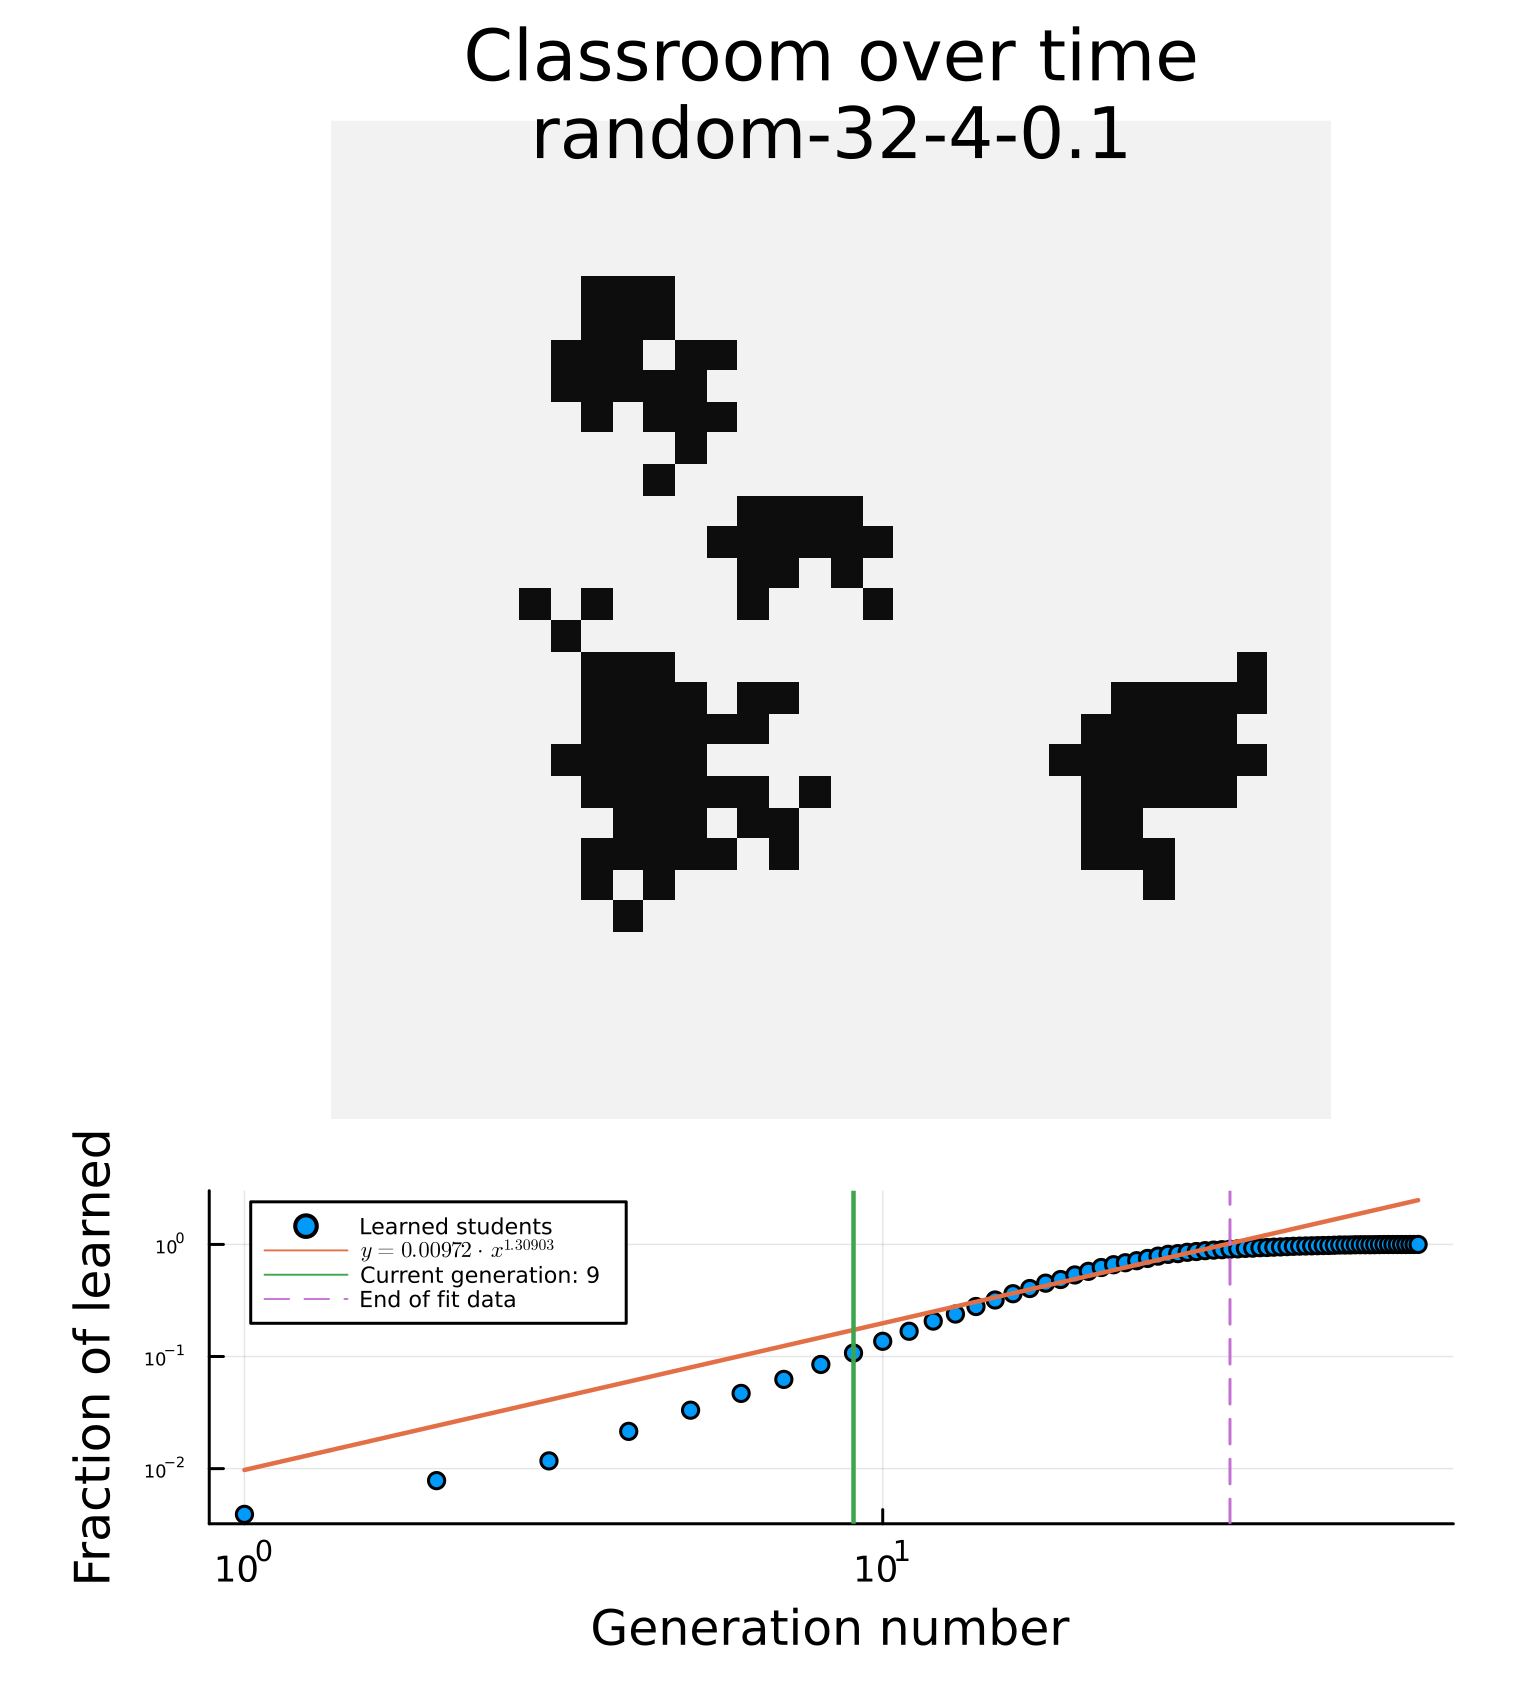 Classroom over time
random-32-4-0.1
Fraction of learned
10^0
10^-1
10^-2
Learned students
y = 0.00972 · x^1.30903
Current generation: 9
End of fit data
10^0
10^1
Generation number